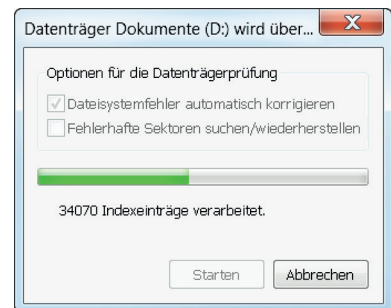 Datenträger Dokumente (D:) wird über...
Optionen für die Datenträgerprüfung
Dateisystemfehler automatisch korrigieren
Fehlerhafte Sektoren suchen/wiederherstellen
34070 Indexeinträge verarbeitet.
Starten
Abbrechen